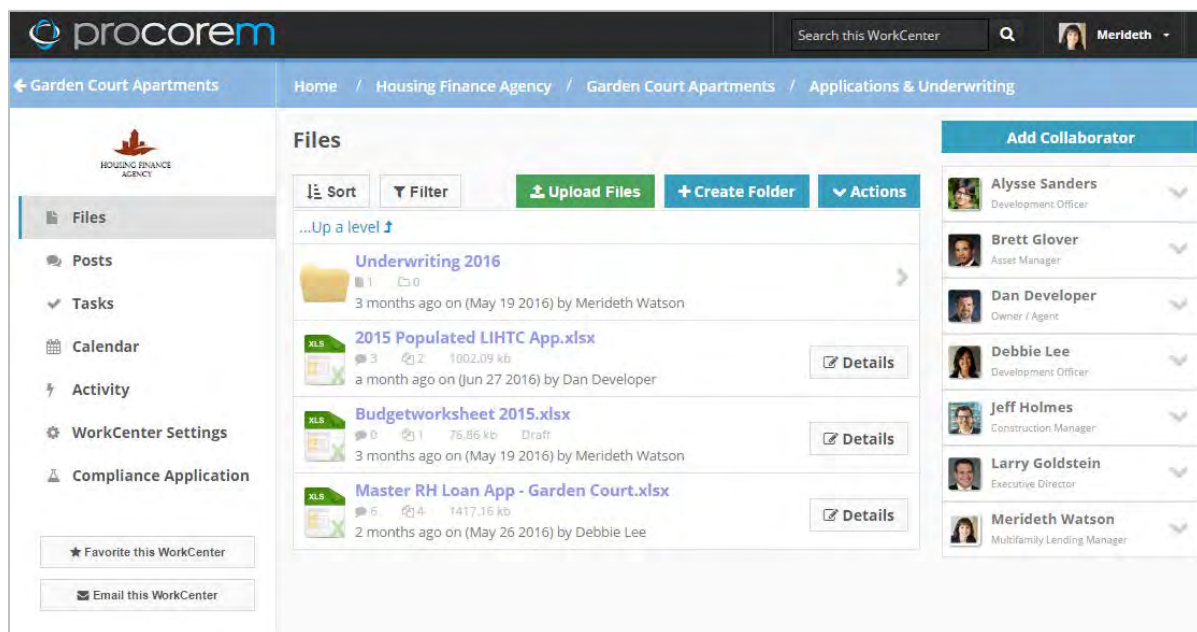 procorem
Search this WorkCenter
Merideth
Garden Court Apartments
Home / Housing Finance Agency / Garden Court Apartments / Applications & Underwriting
HOUSING FINANCE
AGENCY
Files
Posts
Tasks
Calendar
Activity
WorkCenter Settings
Compliance Application
Favorite this WorkCenter
Email this WorkCenter
Files
Sort Filter Upload Files Create Folder Actions
...Up a level
Underwriting 2016
1 0
3 months ago on (May 19 2016) by Merideth Watson
XLS
2015 Populated LIHTC App.xlsx
3 2 1002.09 kb
a month ago on (Jun 27 2016) by Dan Developer
Details
XLS
Budgetworksheet 2015.xlsx
0 1 76.86 kb Draft
3 months ago on (May 19 2016) by Merideth Watson
Details
XLS
Master RH Loan App - Garden Court.xlsx
6 4 1417.16 kb
2 months ago on (May 26 2016) by Debbie Lee
Details
Add Collaborator
Alysse Sanders
Development Officer
Brett Glover
Asset Manager
Dan Developer
Owner / Agent
Debbie Lee
Development Officer
Jeff Holmes
Construction Manager
Larry Goldstein
Executive Director
Merideth Watson
Multifamily Lending Manager